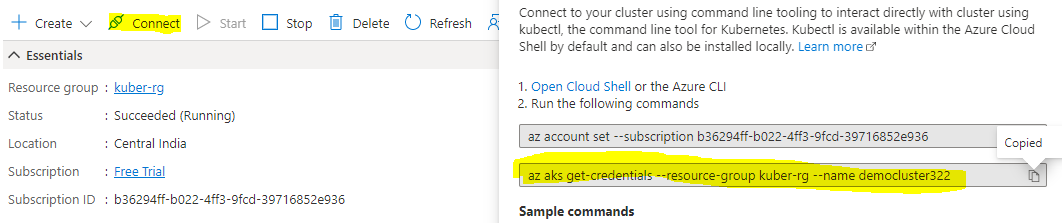 Create
Connect
Start
Stop
Delete
Refresh
Essentials
Resource group : kuber-rg
Status : Succeeded (Running)
Location : Central India
Subscription : Free Trial
Subscription ID : b36294ff-b022-4ff3-9fcd-39716852e936
Connect to your cluster using command line tooling to interact directly with cluster using
kubectl, the command line tool for Kubernetes. Kubectl is available within the Azure Cloud
Shell by default and can also be installed locally. Learn more
1. Open Cloud Shell or the Azure CLI
2. Run the following commands
az account set --subscription b36294ff-b022-4ff3-9fcd-39716852e936
Copied
az aks get-credentials --resource-group kuber-rg --name democluster322
Sample commands